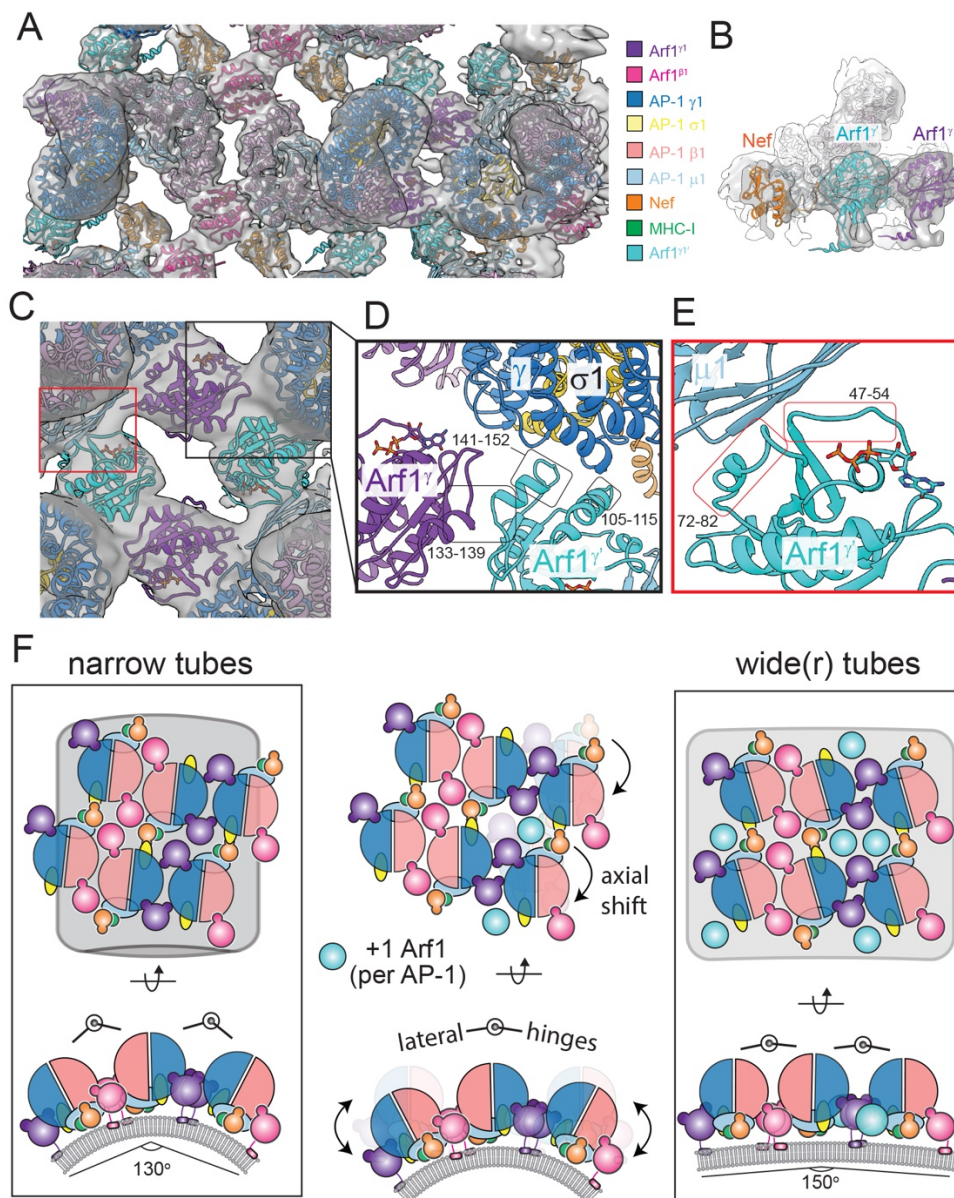 A
Arf1γ1
Arf1β1
AP-1 γ1
AP-1 σ1
AP-1 β1
AP-1 μ1
Nef
MHC-I
Arf1γ1'
B
Nef
Arf1γ'
Arf1γ
C
D
γ
σ1
141-152
Arf1γ
105-115
133-139
Arf1γ'
E
μ1
47-54
72-82
Arf1γ'
F
narrow tubes
wide(r) tubes
axial
shift
+1 Arf1
(per AP-1)
lateral
hinges
130°
150°